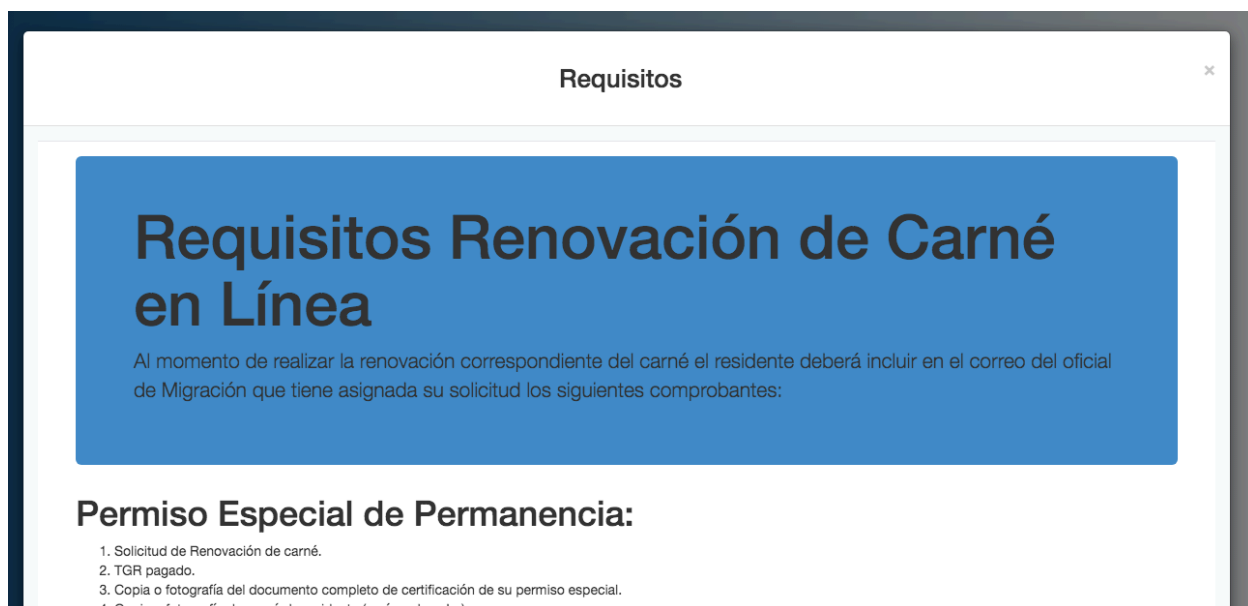 Requisitos
×
Requisitos Renovación de Carné
en Línea
Al momento de realizar la renovación correspondiente del carné el residente deberá incluir en el correo del oficial
de Migración que tiene asignada su solicitud los siguientes comprobantes:
Permiso Especial de Permanencia:
1. Solicitud de Renovación de carné.
2. TGR pagado.
3. Copia o fotografía del documento completo de certificación de su permiso especial.